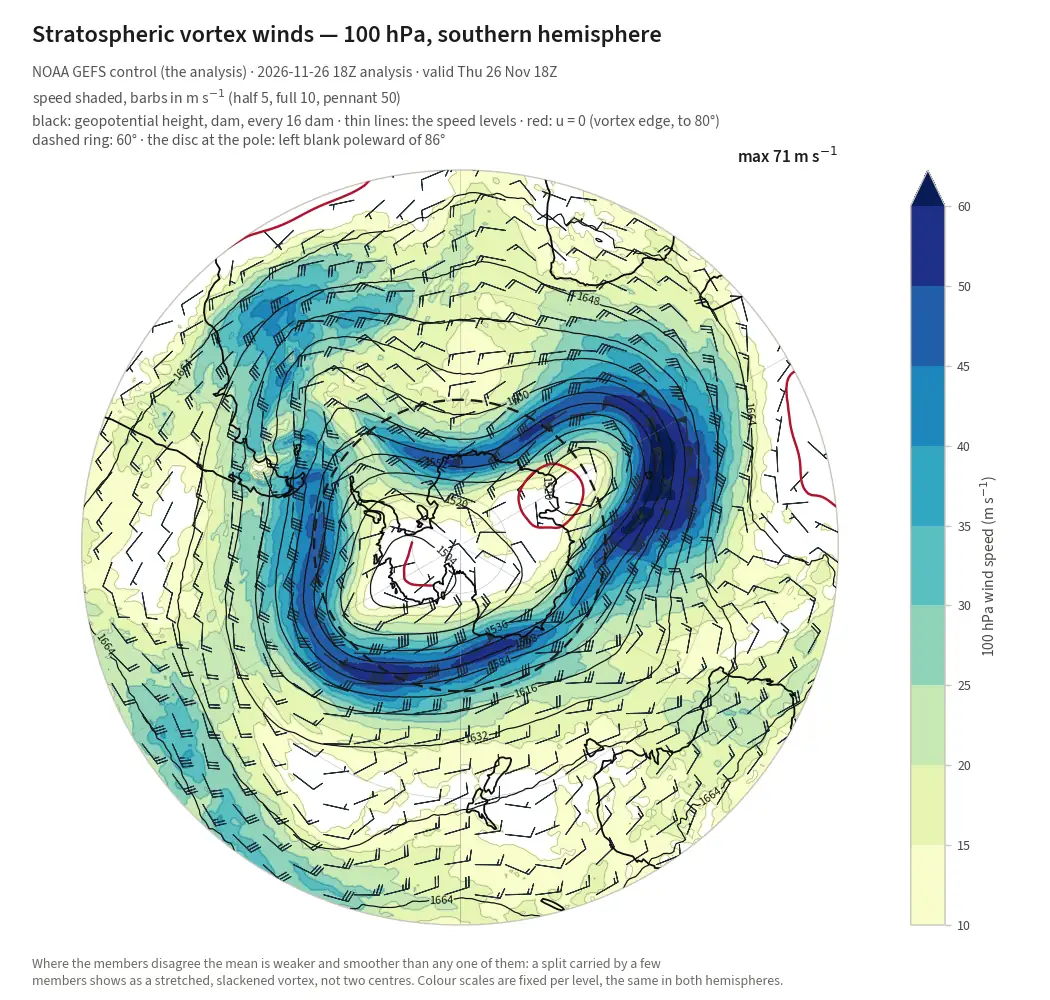 Stratospheric vortex winds — 100 hPa, southern hemisphere
NOAA GEFS control (the analysis) · 2026-11-26 18Z analysis · valid Thu 26 Nov 18Z
speed shaded, barbs in m s⁻¹ (half 5, full 10, pennant 50)
black: geopotential height, dam, every 16 dam · thin lines: the speed levels · red: u = 0 (vortex edge, to 80°)
dashed ring: 60° · the disc at the pole: left blank poleward of 86°
max 71 m s⁻¹
60
50
45
40
35
30
25
20
15
10
100 hPa wind speed (m s⁻¹)
1648
1664
1664
1600
1504
1536
1584
1616
1632
1664
1664
1664
Where the members disagree the mean is weaker and smoother than any one of them: a split carried by a few
members shows as a stretched, slackened vortex, not two centres. Colour scales are fixed per level, the same in both hemispheres.